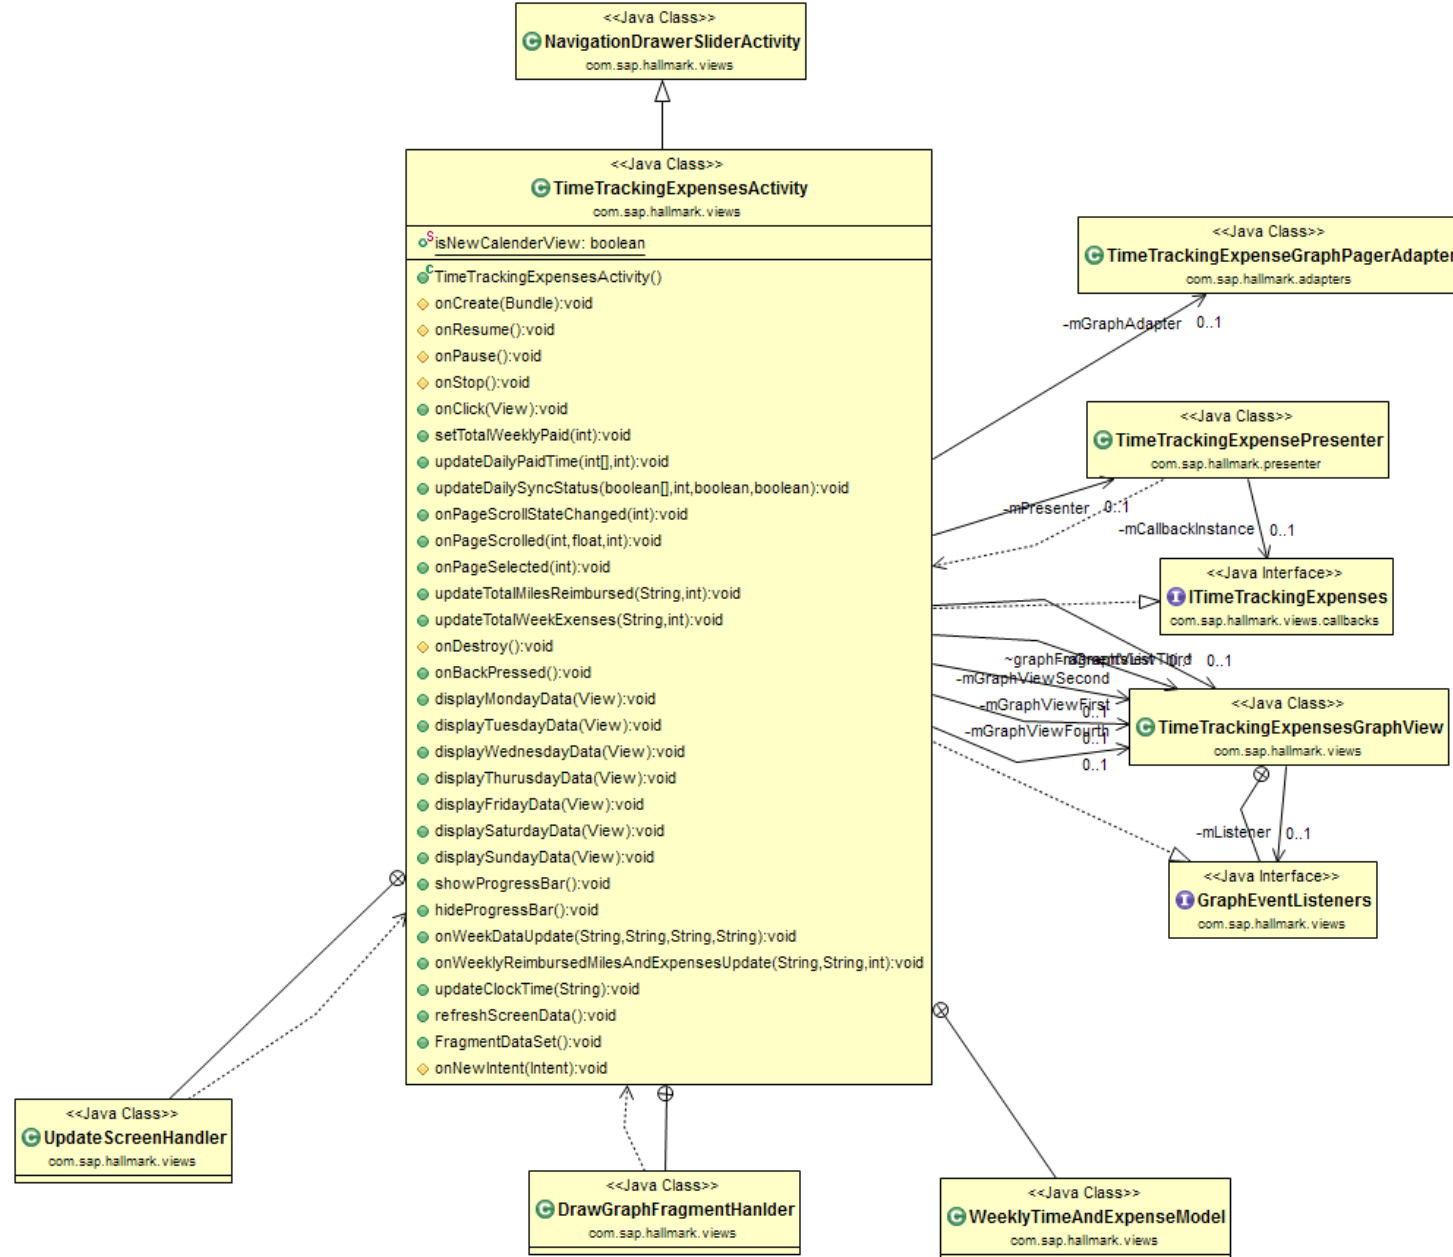 <<Java Class>>
NavigationDrawerSliderActivity
com.sap.hallmark.views
<<Java Class>>
TimeTrackingExpensesActivity
com.sap.hallmark.views
isNewCalenderView: boolean
TimeTrackingExpensesActivity()
onCreate(Bundle):void
onResume():void
onPause():void
onStop():void
onClick(View):void
setTotalWeeklyPaid(int):void
updateDailyPaidTime(int[],int):void
updateDailySyncStatus(boolean[],int,boolean,boolean):void
onPageScrollStateChanged(int):void
onPageScrolled(int,float,int):void
onPageSelected(int):void
updateTotalMilesReimbursed(String,int):void
updateTotalWeekExenses(String,int):void
onDestroy():void
onBackPressed():void
displayMondayData(View):void
displayTuesdayData(View):void
displayWednesdayData(View):void
displayThurusdayData(View):void
displayFridayData(View):void
displaySaturdayData(View):void
displaySundayData(View):void
showProgressBar():void
hideProgressBar():void
onWeekDataUpdate(String,String,String,String):void
onWeeklyReimbursedMilesAndExpensesUpdate(String,String,int):void
updateClockTime(String):void
refreshScreenData():void
FragmentDataSet():void
onNewIntent(Intent):void
<<Java Class>>
TimeTrackingExpenseGraphPagerAdapter
com.sap.hallmark.adapters
-mGraphAdapter 0..1
<<Java Class>>
TimeTrackingExpensePresenter
com.sap.hallmark.presenter
-mPresenter 0..1
-mCallbackInstance 0..1
<<Java Interface>>
ITimeTrackingExpenses
com.sap.hallmark.views.callbacks
0..1
-mGraphViewSecond
-mGraphViewFirst
0..1
-mGraphViewFourth
0..1
0..1
<<Java Class>>
TimeTrackingExpensesGraphView
com.sap.hallmark.views
-mListener 0..1
<<Java Interface>>
GraphEventListeners
com.sap.hallmark.views
<<Java Class>>
UpdateScreenHandler
com.sap.hallmark.views
<<Java Class>>
DrawGraphFragmentHanlder
com.sap.hallmark.views
<<Java Class>>
WeeklyTimeAndExpenseModel
com.sap.hallmark.views